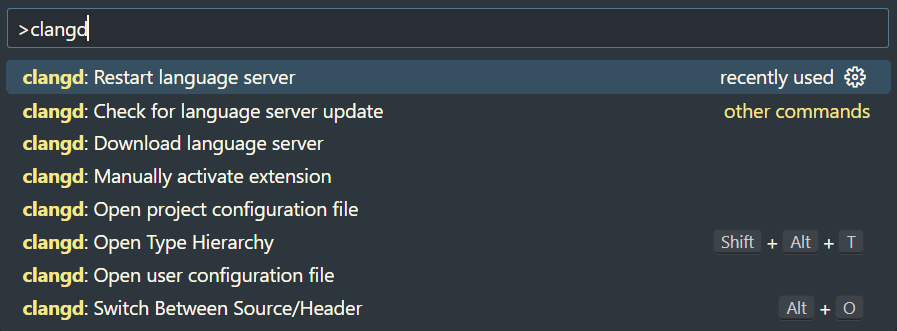 >clangd
clangd: Restart language server recently used
clangd: Check for language server update other commands
clangd: Download language server
clangd: Manually activate extension
clangd: Open project configuration file
clangd: Open Type Hierarchy Shift + Alt + T
clangd: Open user configuration file
clangd: Switch Between Source/Header Alt + O